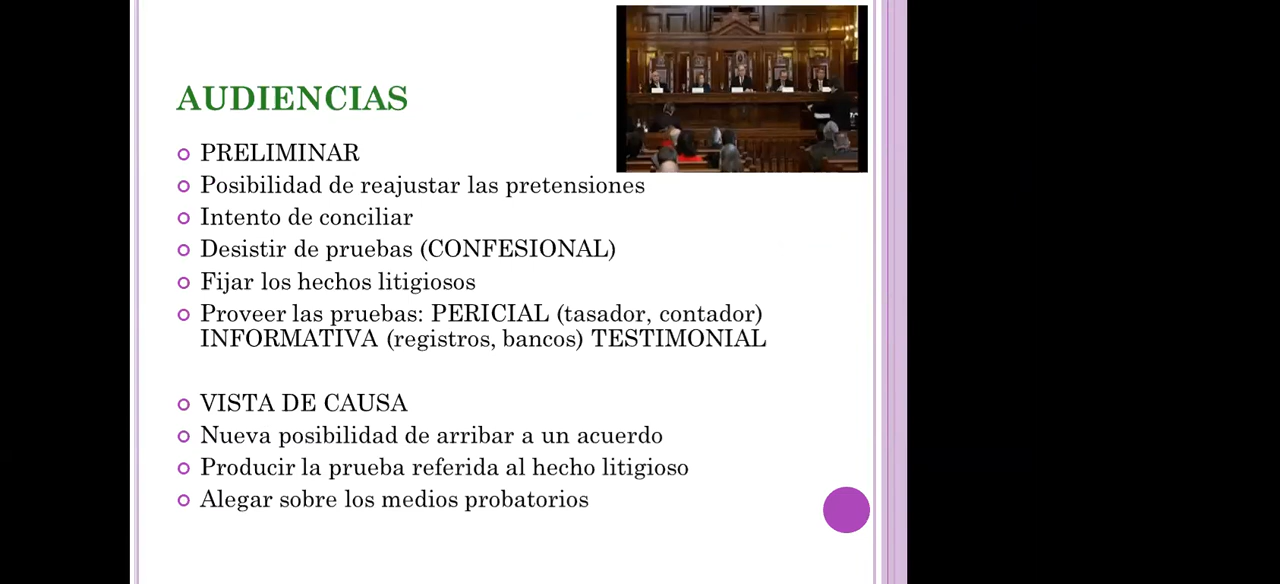 AUDIENCIAS
PRELIMINAR
Posibilidad de reajustar las pretensiones
Intento de conciliar
Desistir de pruebas (CONFESIONAL)
Fijar los hechos litigiosos
Proveer las pruebas: PERICIAL (tasador, contador)
INFORMATIVA (registros, bancos) TESTIMONIAL
VISTA DE CAUSA
Nueva posibilidad de arribar a un acuerdo
Producir la prueba referida al hecho litigioso
Alegar sobre los medios probatorios